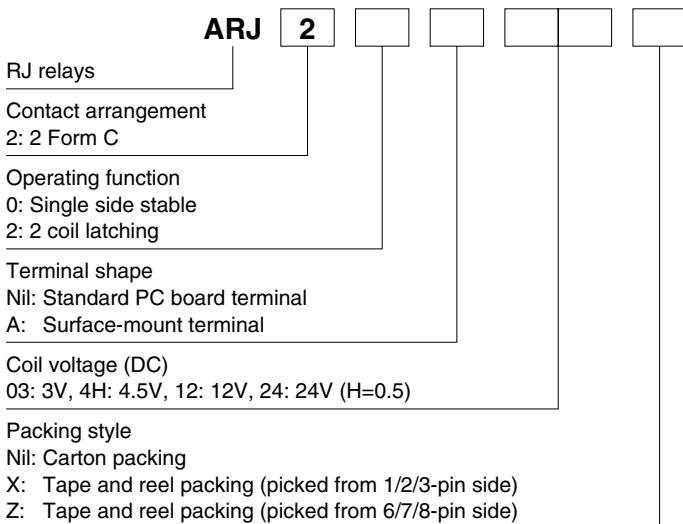 ARJ 2
RJ relays
Contact arrangement
2: 2 Form C
Operating function
0: Single side stable
2: 2 coil latching
Terminal shape
Nil: Standard PC board terminal
A: Surface-mount terminal
Coil voltage (DC)
03: 3V, 4H: 4.5V, 12: 12V, 24: 24V (H=0.5)
Packing style
Nil: Carton packing
X: Tape and reel packing (picked from 1/2/3-pin side)
Z: Tape and reel packing (picked from 6/7/8-pin side)